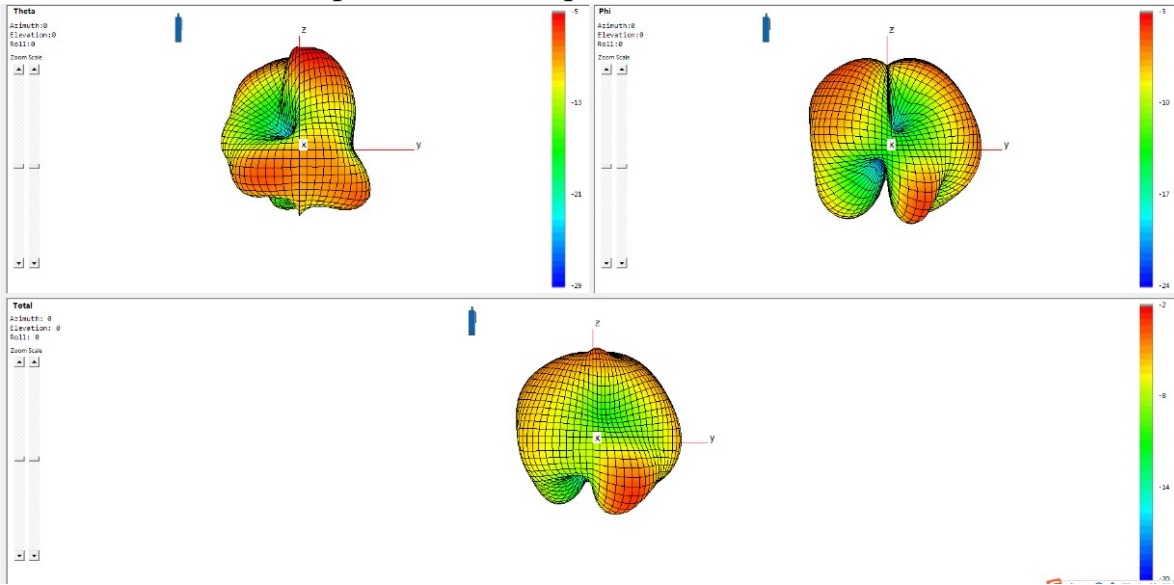 Theta
Azimuth:0
Elevation:0
Roll:0
Zoom Scale
z
x
y
-5
-13
-21
-29
Phi
Azimuth:0
Elevation:0
Roll:0
Zoom Scale
z
x
y
-3
-10
-17
-24
Total
Azimuth: 0
Elevation: 0
Roll: 0
Zoom Scale
z
x
y
-2
-8
-14
-20